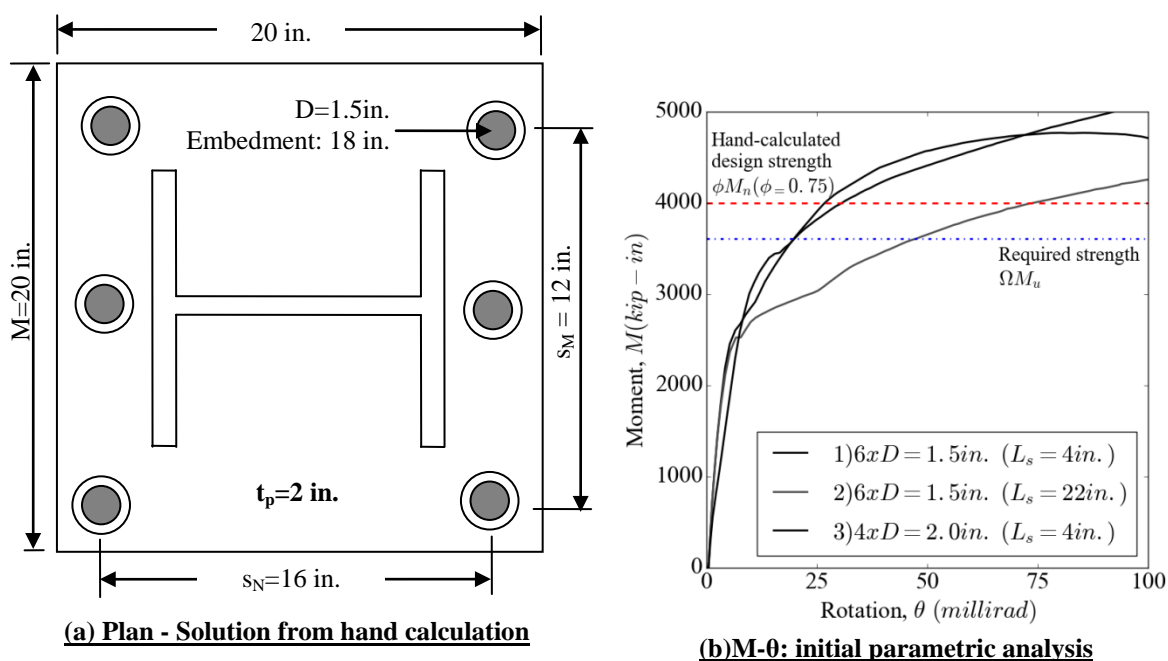 20 in.
D=1.5in.
Embedment: 18 in.
M=20 in.
s_M = 12 in.
t_p=2 in.
s_N=16 in.
(a) Plan - Solution from hand calculation
5000
4000
3000
2000
1000
0
Moment, M(kip − in)
Hand-calculated
design strength
ϕM_n(ϕ=0.75)
Required strength
ΩM_u
1)6xD = 1.5in. (L_s = 4in.)
2)6xD = 1.5in. (L_s = 22in.)
3)4xD = 2.0in. (L_s = 4in.)
0 25 50 75 100
Rotation, θ (millirad)
(b)M-θ: initial parametric analysis